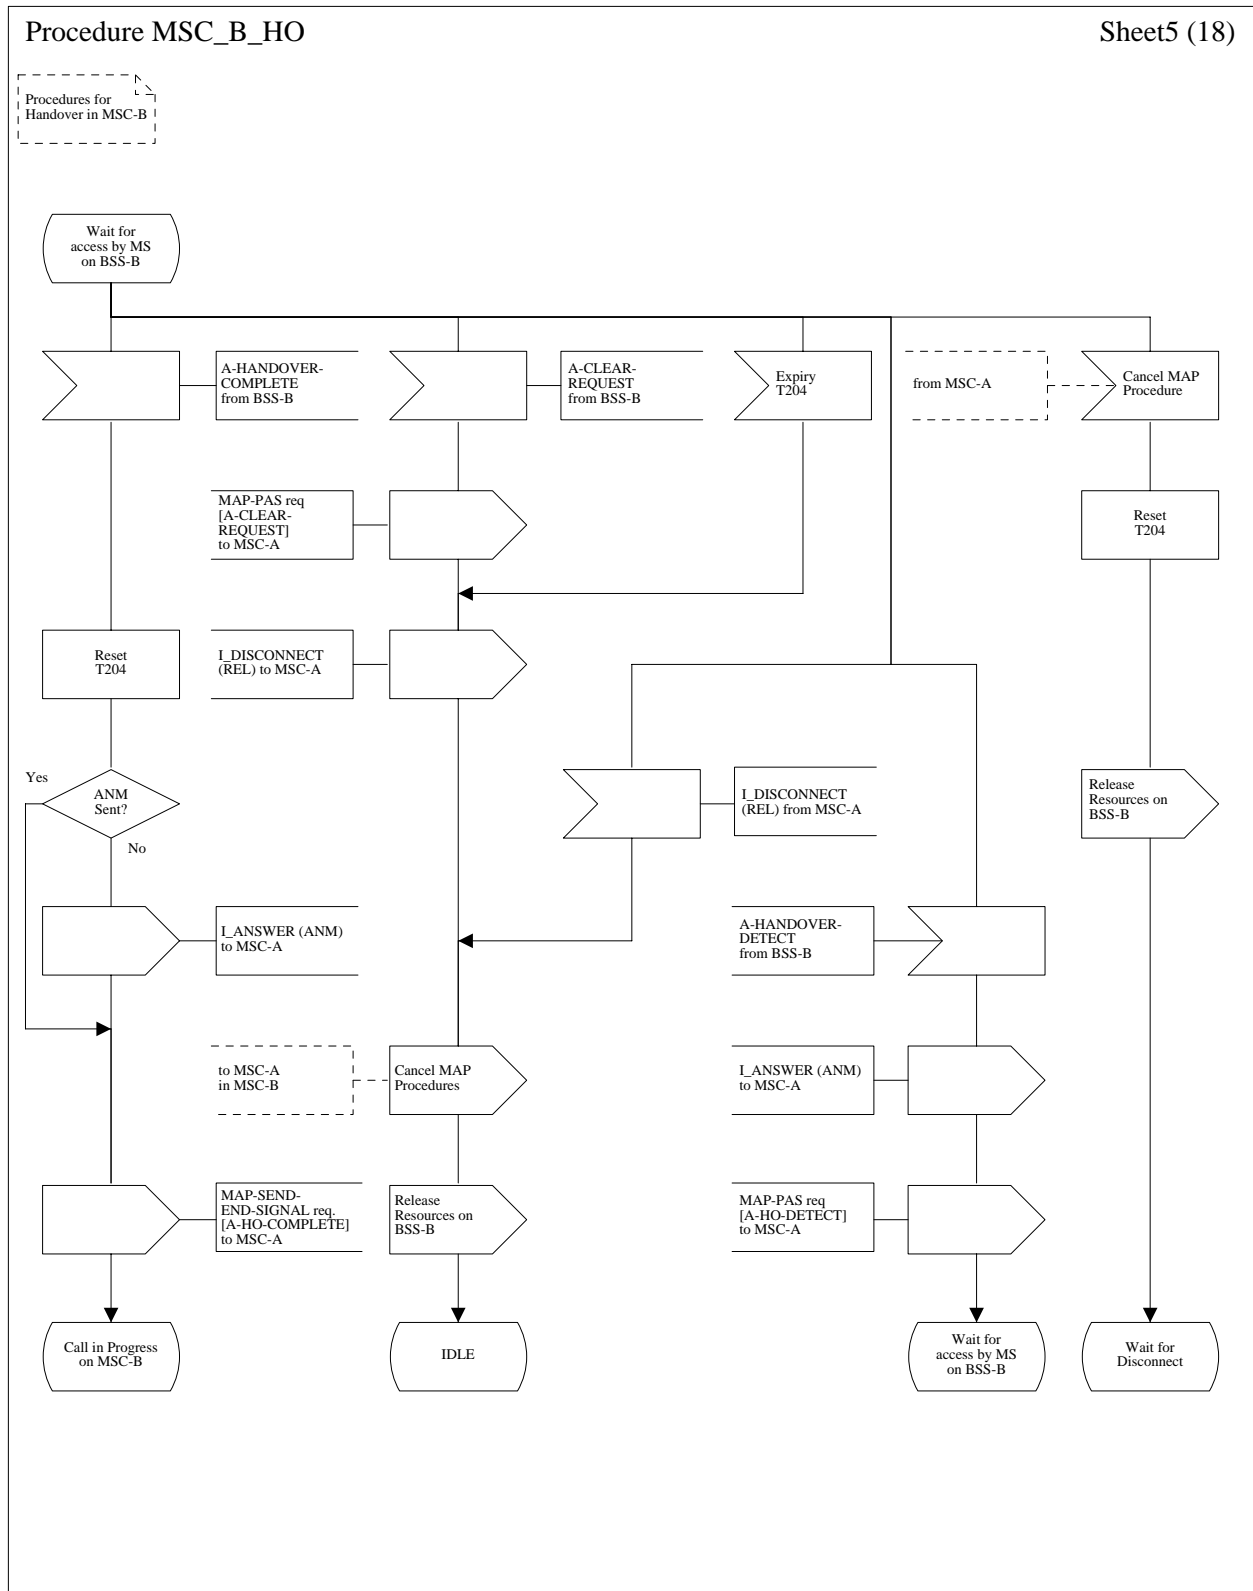 Procedure MSC_B_HO
Sheet5 (18)
Procedures for
Handover in MSC-B
Wait for
access by MS
on BSS-B
A-HANDOVER-
COMPLETE
from BSS-B
A-CLEAR-
REQUEST
from BSS-B
Expiry
T204
from MSC-A
Cancel MAP
Procedure
MAP-PAS req
[A-CLEAR-
REQUEST]
to MSC-A
Reset
T204
Reset
T204
I_DISCONNECT
(REL) to MSC-A
Yes
ANM
Sent?
No
I_DISCONNECT
(REL) from MSC-A
Release
Resources on
BSS-B
I_ANSWER (ANM)
to MSC-A
A-HANDOVER-
DETECT
from BSS-B
to MSC-A
in MSC-B
Cancel MAP
Procedures
I_ANSWER (ANM)
to MSC-A
MAP-SEND-
END-SIGNAL req.
[A-HO-COMPLETE]
to MSC-A
Release
Resources on
BSS-B
MAP-PAS req
[A-HO-DETECT]
to MSC-A
Call in Progress
on MSC-B
IDLE
Wait for
access by MS
on BSS-B
Wait for
Disconnect